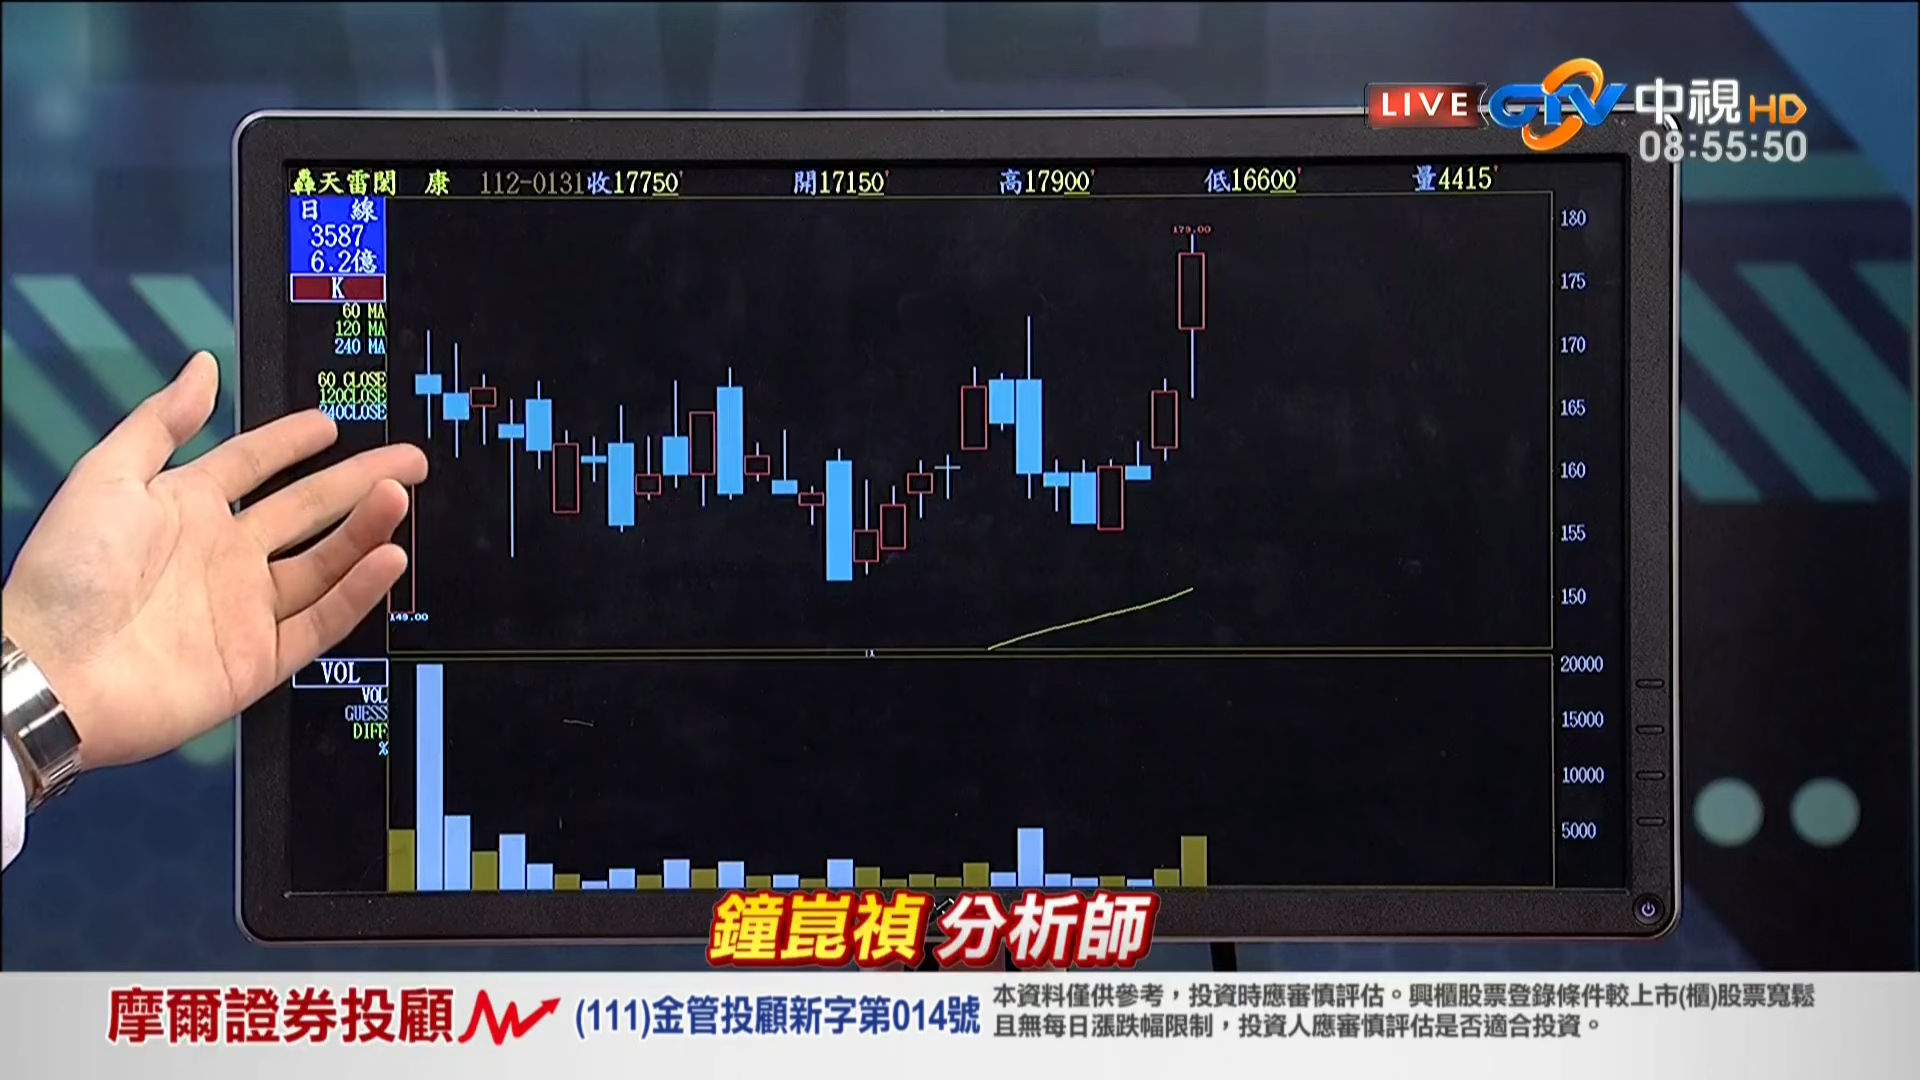 LIVE CTV 中視 HD
08:55:50
轟天雷閎 康 112-0131收17750' 開17150' 高17900' 低16600' 量4415'
日 線
3587
6.2億
K
60 MA
120 MA
240 MA
60 CLOSE
120CLOSE
240CLOSE
179.00
149.00
180
175
170
165
160
155
150
1
VOL
VOL
GUESS
DIFF
%
20000
15000
10000
5000
鐘崑禎 分析師
摩爾證券投顧 (111)金管投顧新字第014號
本資料僅供參考，投資時應審慎評估。興櫃股票登錄條件較上市(櫃)股票寬鬆
且無每日漲跌幅限制，投資人應審慎評估是否適合投資。